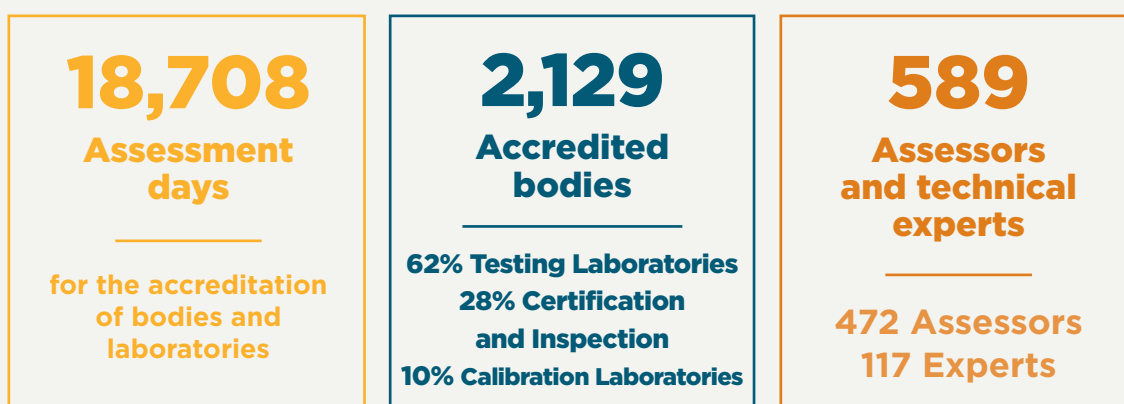 18,708
Assessment
days
for the accreditation
of bodies and
laboratories
2,129
Accredited
bodies
62% Testing Laboratories
28% Certification
and Inspection
10% Calibration Laboratories
589
Assessors
and technical
experts
472 Assessors
117 Experts